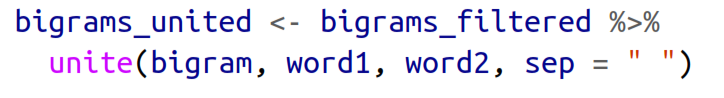 bigrams_united <- bigrams_filtered %>%
  unite(bigram, word1, word2, sep = " ")